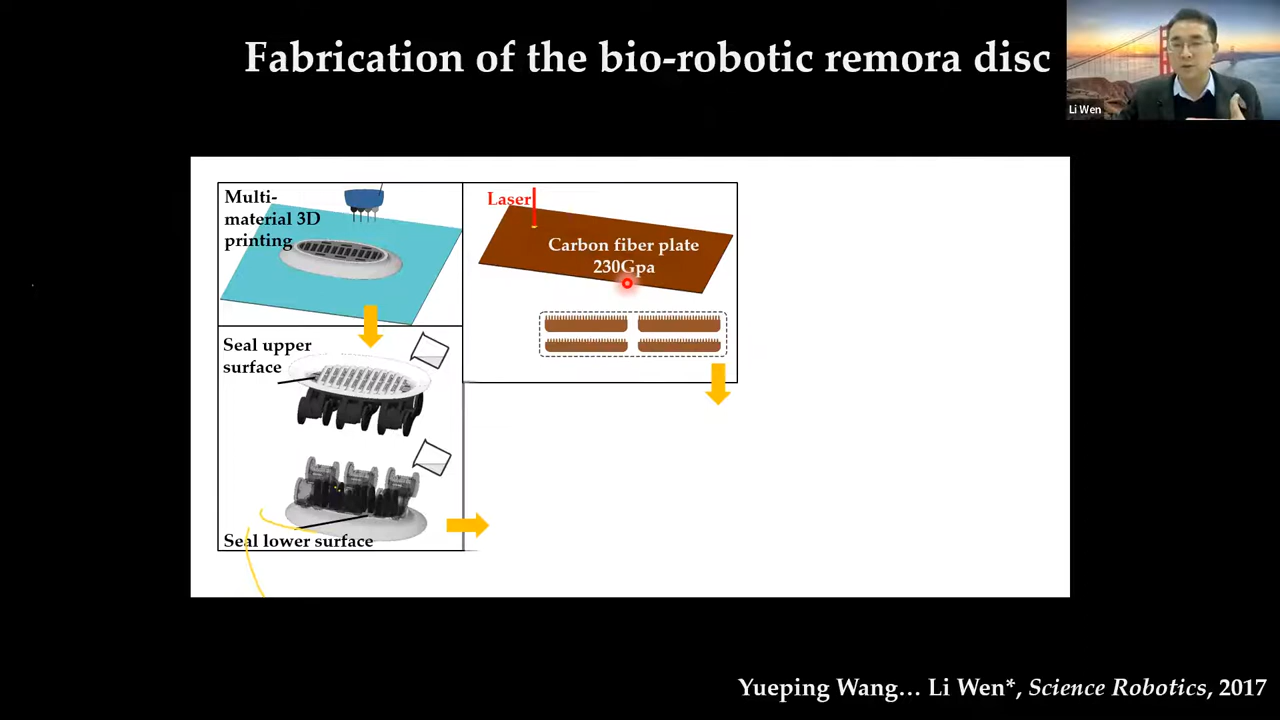 Fabrication of the bio-robotic remora disc
Li Wen
Multi-
material 3D
printing
Laser
Carbon fiber plate
230Gpa
Seal upper
surface
Seal lower surface
Yueping Wang… Li Wen*, Science Robotics, 2017